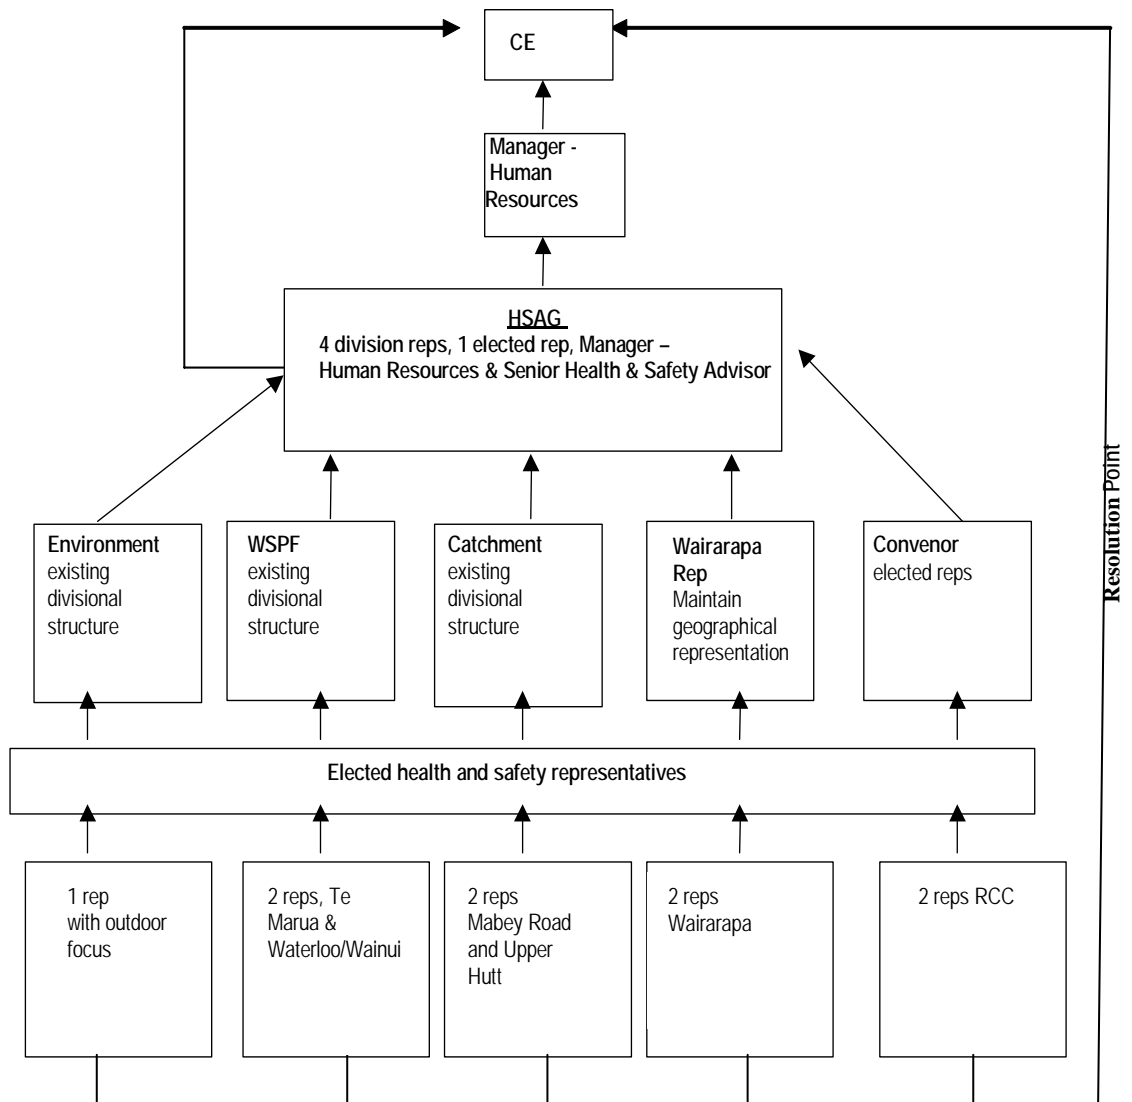 CE
Manager -
Human
Resources
HSAG
4 division reps, 1 elected rep, Manager –
Human Resources & Senior Health & Safety Advisor
Environment
existing
divisional
structure
WSPF
existing
divisional
structure
Catchment
existing
divisional
structure
Wairarapa
Rep
Maintain
geographical
representation
Convenor
elected reps
Resolution Point
Elected health and safety representatives
1 rep
with outdoor
focus
2 reps, Te
Marua &
Waterloo/Wainui
2 reps
Mabey Road
and Upper
Hutt
2 reps
Wairarapa
2 reps RCC